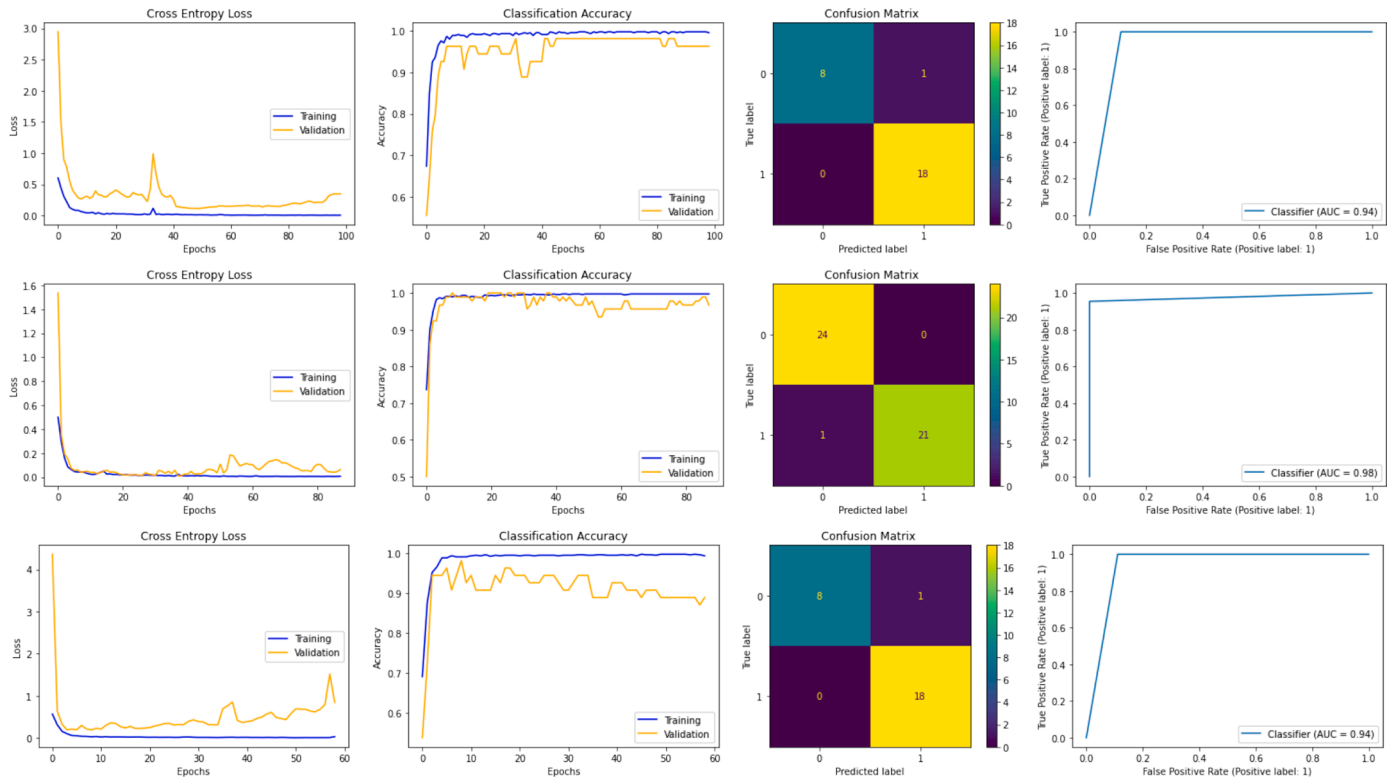 Cross Entropy Loss
3.0
2.5
2.0
1.5
1.0
0.5
0.0
Loss
0 20 40 60 80 100
Epochs
Training
Validation
Classification Accuracy
1.0
0.9
0.8
0.7
0.6
Accuracy
0 20 40 60 80 100
Epochs
Training
Validation
Confusion Matrix
True label
0 8 1
1 0 18
0 1
Predicted label
18
16
14
12
10
8
6
4
2
0
True Positive Rate (Positive label: 1)
1.0
0.8
0.6
0.4
0.2
0.0
Classifier (AUC = 0.94)
0.0 0.2 0.4 0.6 0.8 1.0
False Positive Rate (Positive label: 1)
Cross Entropy Loss
1.6
1.4
1.2
1.0
0.8
0.6
0.4
0.2
0.0
Loss
0 20 40 60 80
Epochs
Training
Validation
Classification Accuracy
1.0
0.9
0.8
0.7
0.6
0.5
Accuracy
0 20 40 60 80
Epochs
Training
Validation
Confusion Matrix
True label
0 24 0
1 1 21
0 1
Predicted label
20
15
10
5
0
True Positive Rate (Positive label: 1)
1.0
0.8
0.6
0.4
0.2
0.0
Classifier (AUC = 0.98)
0.0 0.2 0.4 0.6 0.8 1.0
False Positive Rate (Positive label: 1)
Cross Entropy Loss
4
3
2
1
0
Loss
0 10 20 30 40 50 60
Epochs
Training
Validation
Classification Accuracy
1.0
0.9
0.8
0.7
0.6
Accuracy
0 10 20 30 40 50 60
Epochs
Training
Validation
Confusion Matrix
True label
0 8 1
1 0 18
0 1
Predicted label
18
16
14
12
10
8
6
4
2
0
True Positive Rate (Positive label: 1)
1.0
0.8
0.6
0.4
0.2
0.0
Classifier (AUC = 0.94)
0.0 0.2 0.4 0.6 0.8 1.0
False Positive Rate (Positive label: 1)